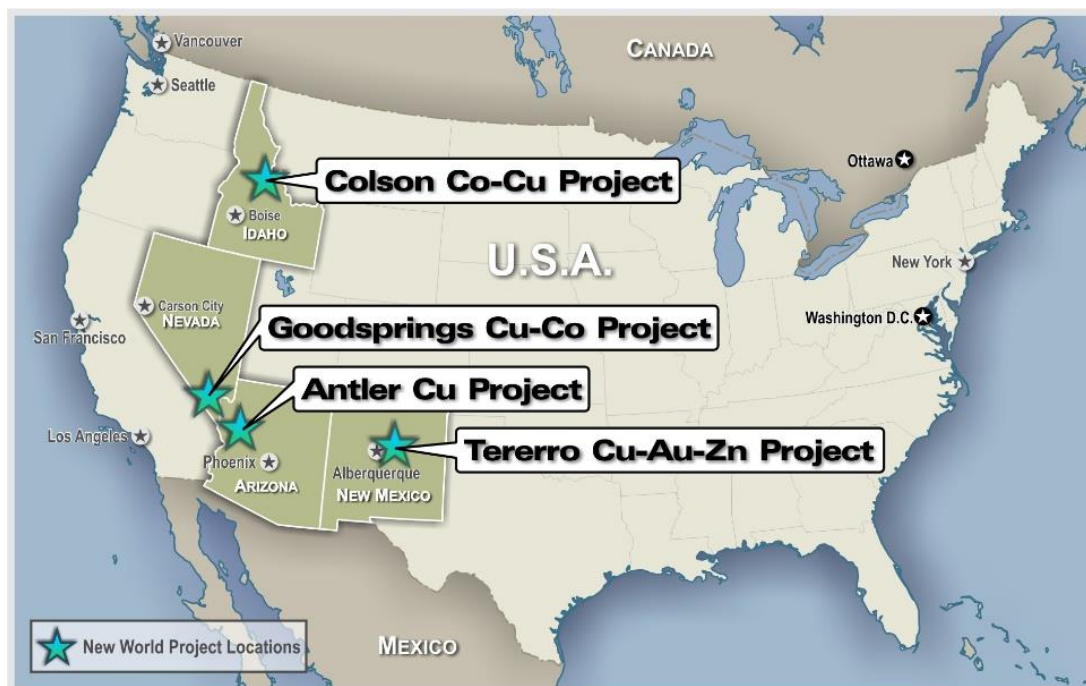 Vancouver
CANADA
Seattle
Ottawa
Colson Co-Cu Project
Boise
IDAHO
U.S.A.
New York
Carson City
NEVADA
Goodsprings Cu-Co Project
Washington D.C.
San Francisco
Antler Cu Project
Los Angeles
Phoenix
Tererro Cu-Au-Zn Project
Alberquerque
ARIZONA
NEW MEXICO
MEXICO
New World Project Locations